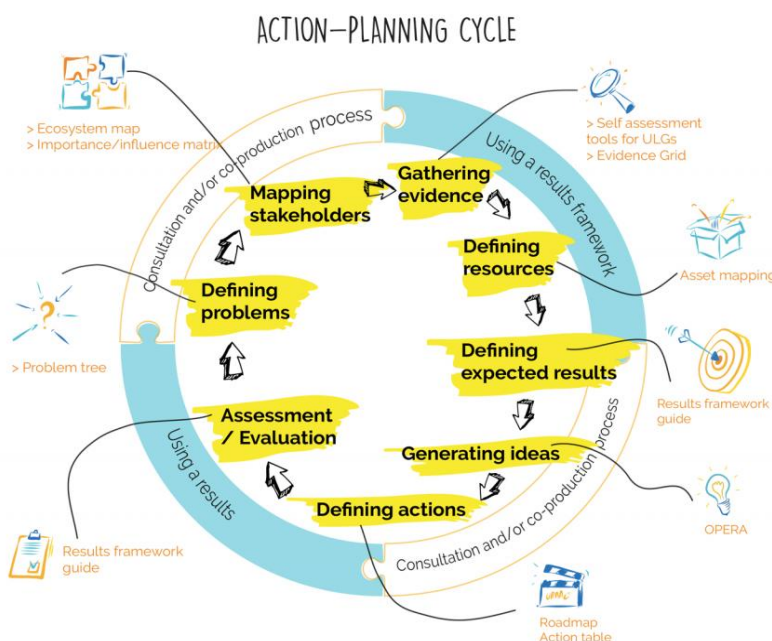 ACTION-PLANNING CYCLE
> Ecosystem map
> Importance/influence matrix
Consultation and/or co-production process
> Self assessment
tools for ULGs
> Evidence Grid
Using a results framework
Mapping
stakeholders
Gathering
evidence
Defining
resources
Asset mapping
Defining
problems
> Problem tree
Defining
expected results
Results framework
guide
Assessment
/ Evaluation
Generating ideas
Defining actions
Using a results
Consultation and/or co-production process
OPERA
Results framework
guide
Roadmap
Action table